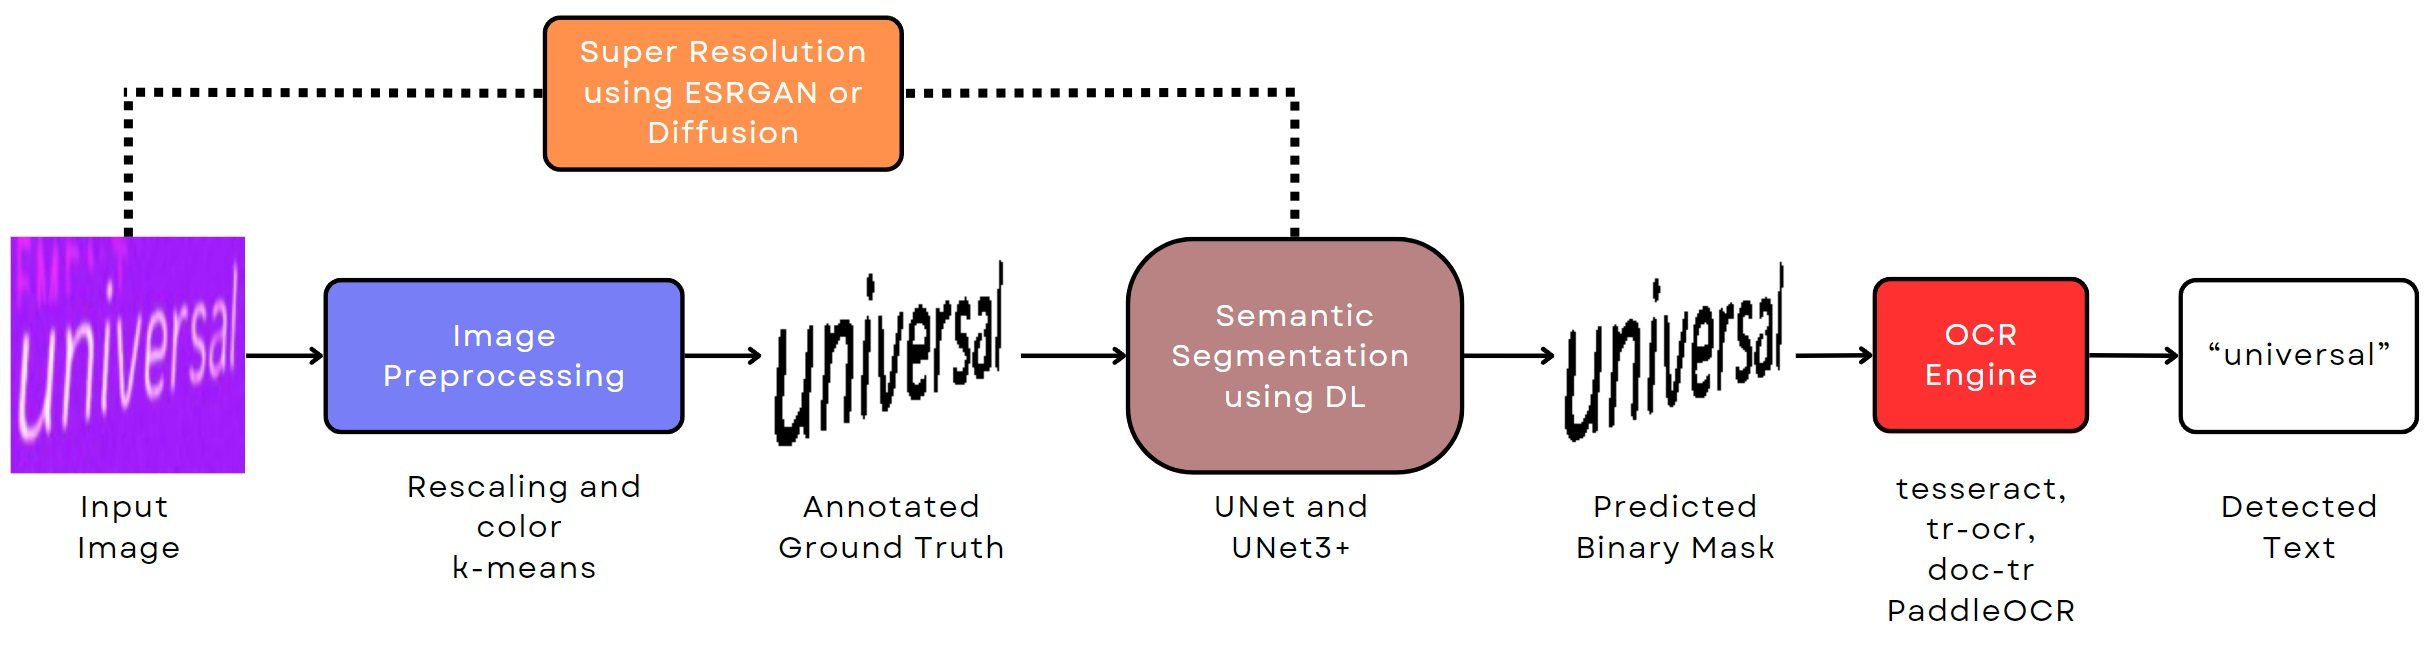 Super Resolution
using ESRGAN or
Diffusion
universal
Input
Image
Image
Preprocessing
Rescaling and
color
k-means
universal
Annotated
Ground Truth
Semantic
Segmentation
using DL
UNet and
UNet3+
universal
Predicted
Binary Mask
OCR
Engine
tesseract,
tr-ocr,
doc-tr
PaddleOCR
“universal”
Detected
Text